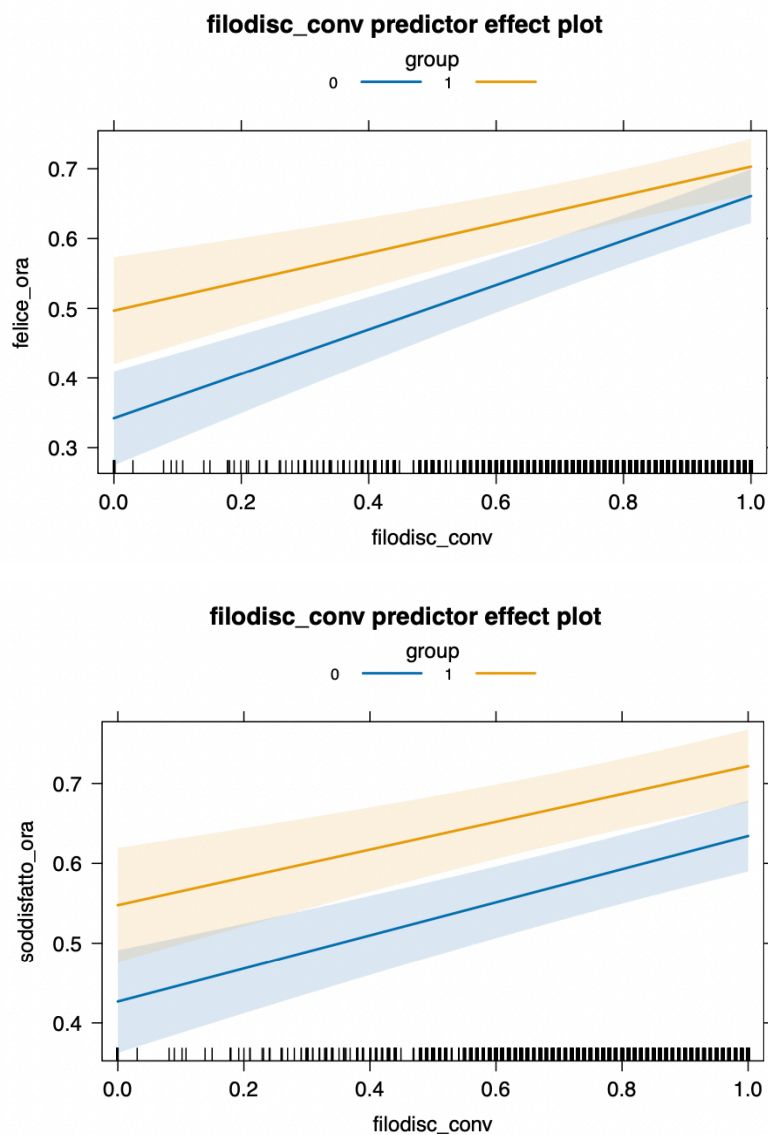 filodisc_conv predictor effect plot
group
0 1
0.7
0.6
0.5
0.4
0.3
felice_ora
0.0 0.2 0.4 0.6 0.8 1.0
filodisc_conv
filodisc_conv predictor effect plot
group
0 1
0.7
0.6
0.5
0.4
soddisfatto_ora
0.0 0.2 0.4 0.6 0.8 1.0
filodisc_conv